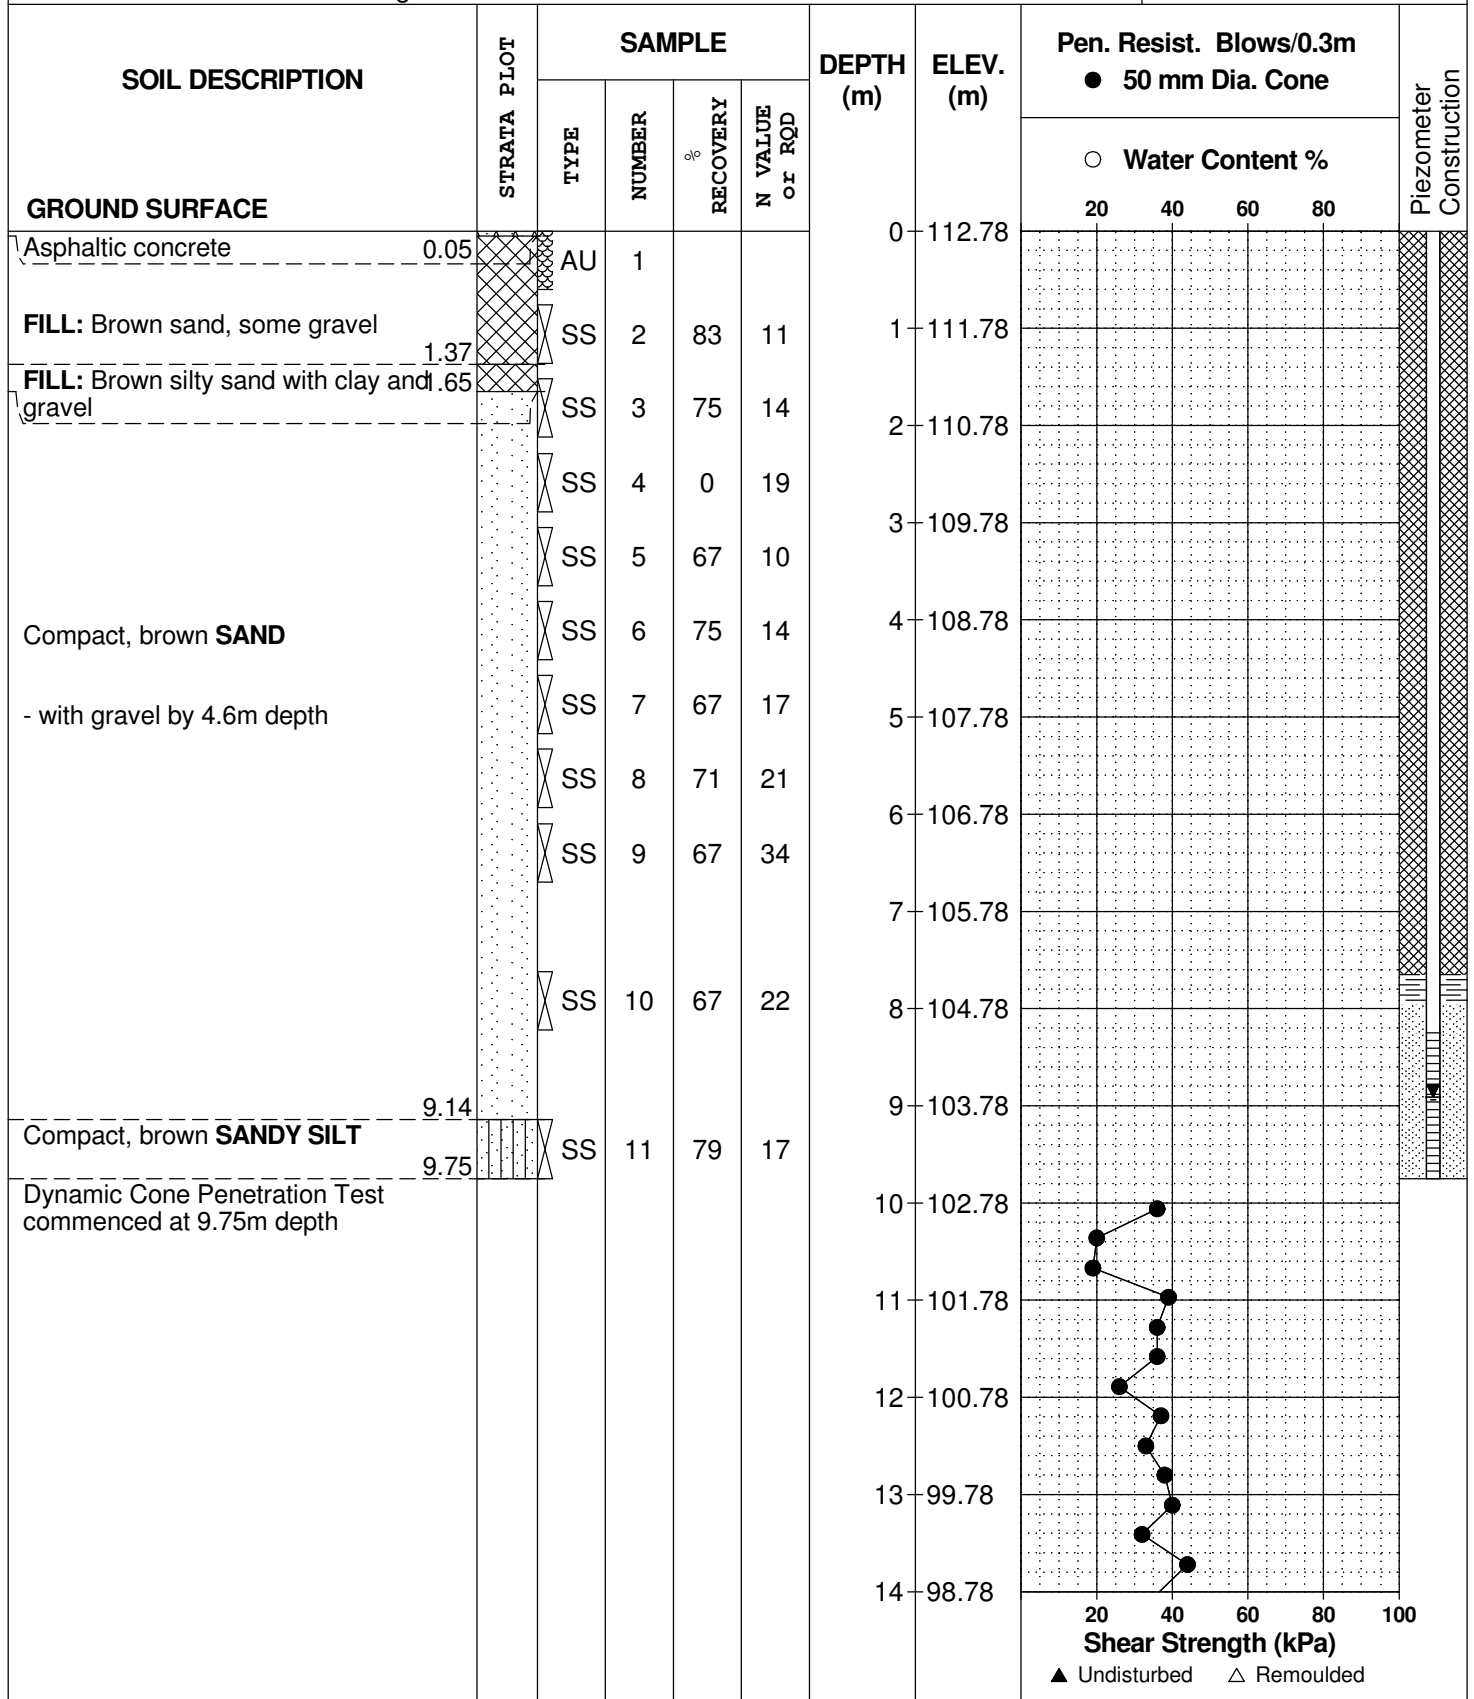 SOIL DESCRIPTION
GROUND SURFACE
STRATA PLOT
SAMPLE
TYPE
NUMBER
% RECOVERY
N VALUE or RQD
DEPTH (m)
ELEV. (m)
Pen. Resist. Blows/0.3m
● 50 mm Dia. Cone
○ Water Content %
20 40 60 80
Piezometer Construction
0 112.78
Asphaltic concrete 0.05
AU 1
FILL: Brown sand, some gravel
1.37
SS 2 83 11
1 111.78
FILL: Brown silty sand with clay and 1.65
gravel
SS 3 75 14
2 110.78
SS 4 0 19
3 109.78
SS 5 67 10
4 108.78
Compact, brown SAND
SS 6 75 14
- with gravel by 4.6m depth
SS 7 67 17
5 107.78
SS 8 71 21
6 106.78
SS 9 67 34
7 105.78
SS 10 67 22
8 104.78
9.14
9 103.78
Compact, brown SANDY SILT
9.75
SS 11 79 17
Dynamic Cone Penetration Test
commenced at 9.75m depth
10 102.78
11 101.78
12 100.78
13 99.78
14 98.78
20 40 60 80 100
Shear Strength (kPa)
▲ Undisturbed △ Remoulded